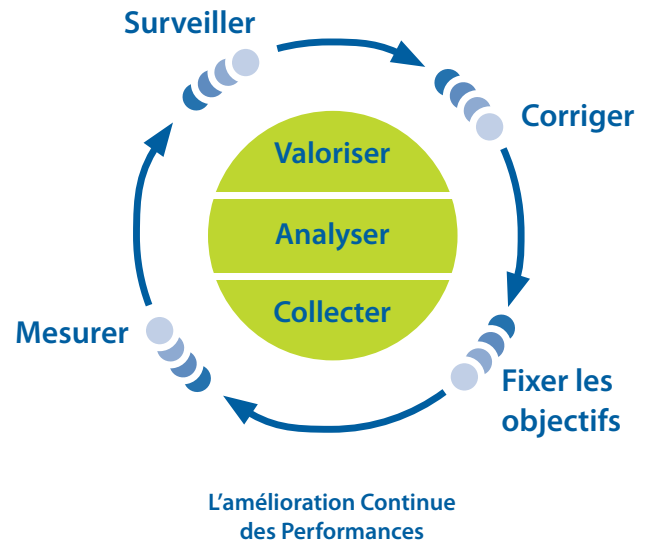 Surveiller
Corriger
Valoriser
Analyser
Collecter
Mesurer
Fixer les
objectifs
L'amélioration Continue
des Performances